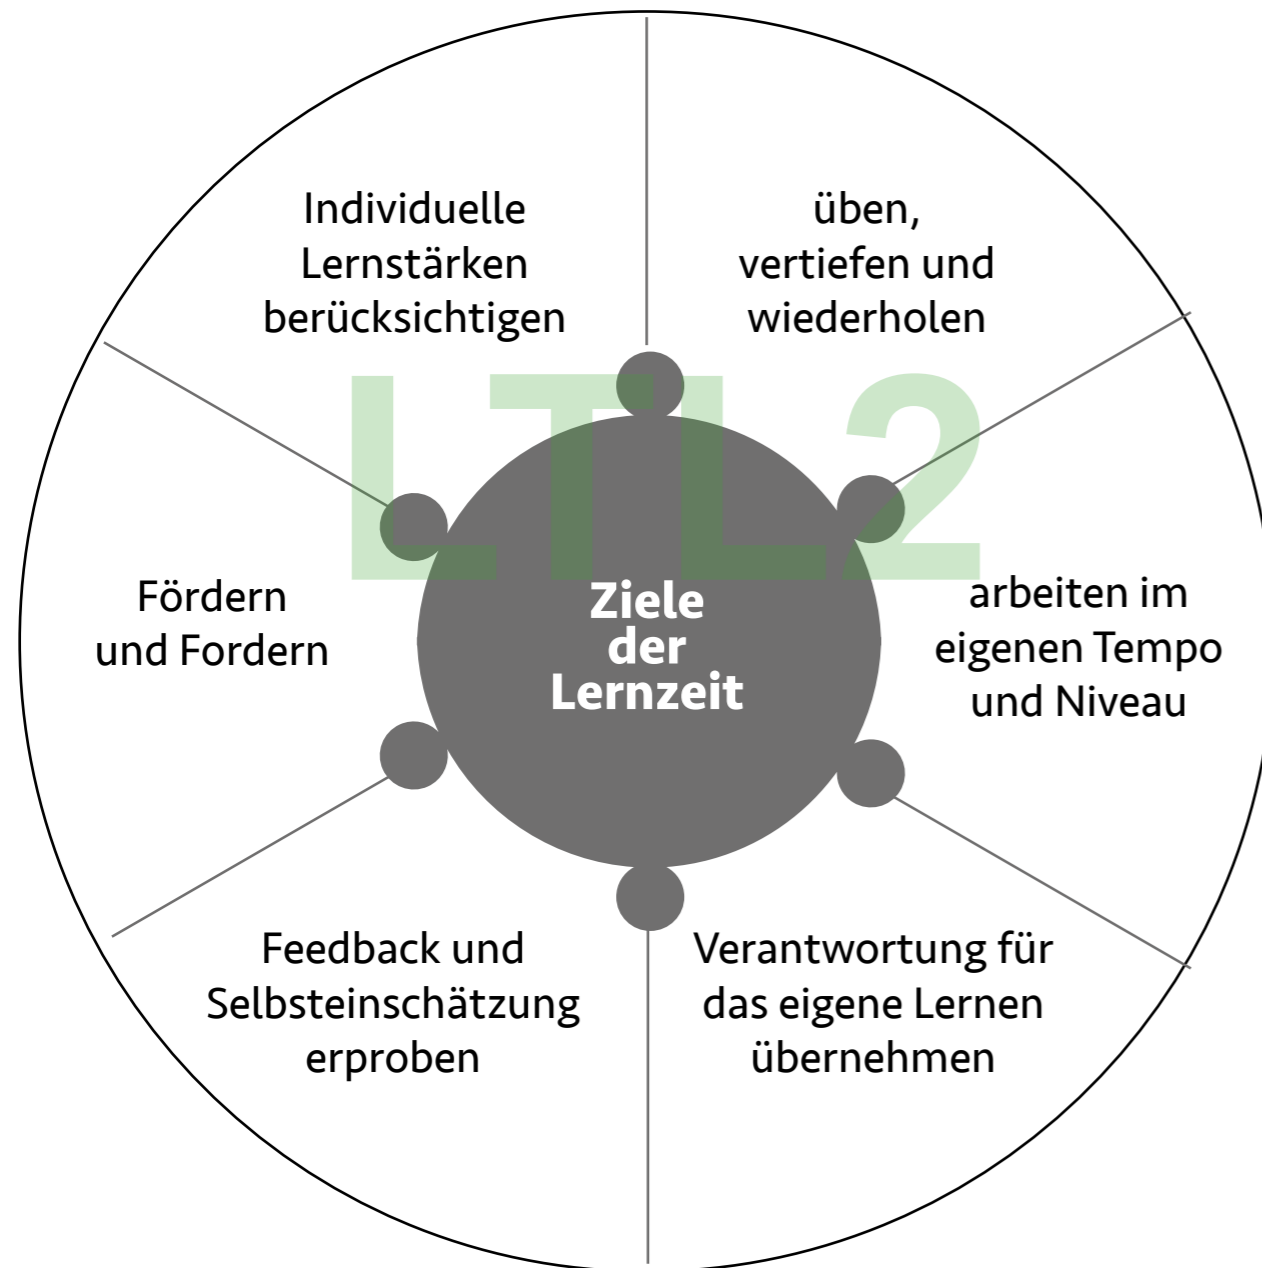 Individuelle
Lernstärken
berücksichtigen
üben,
vertiefen und
wiederholen
LTL2
Fördern
und Fordern
Ziele
der
Lernzeit
arbeiten im
eigenen Tempo
und Niveau
Feedback und
Selbsteinschätzung
erproben
Verantwortung für
das eigene Lernen
übernehmen